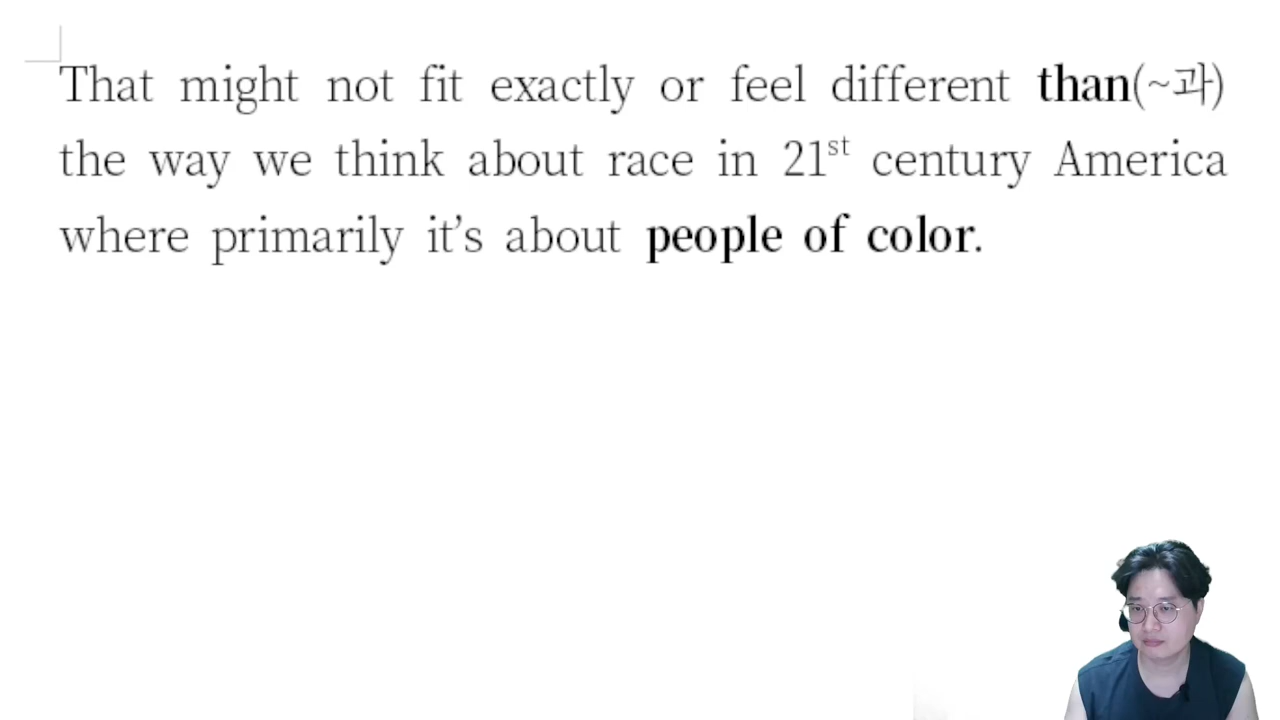 That might not fit exactly or feel different than(~과)
the way we think about race in 21st century America
where primarily it's about people of color.